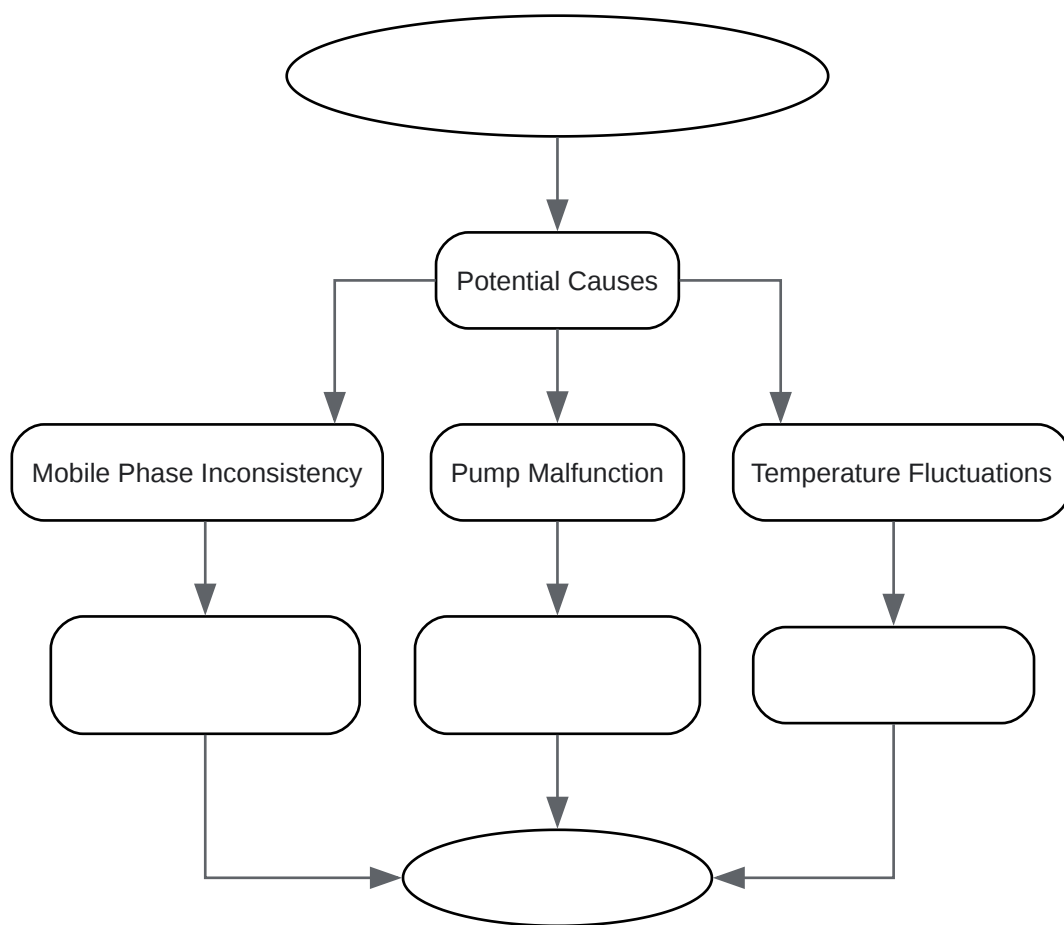 Potential Causes
Mobile Phase Inconsistency
Pump Malfunction
Temperature Fluctuations